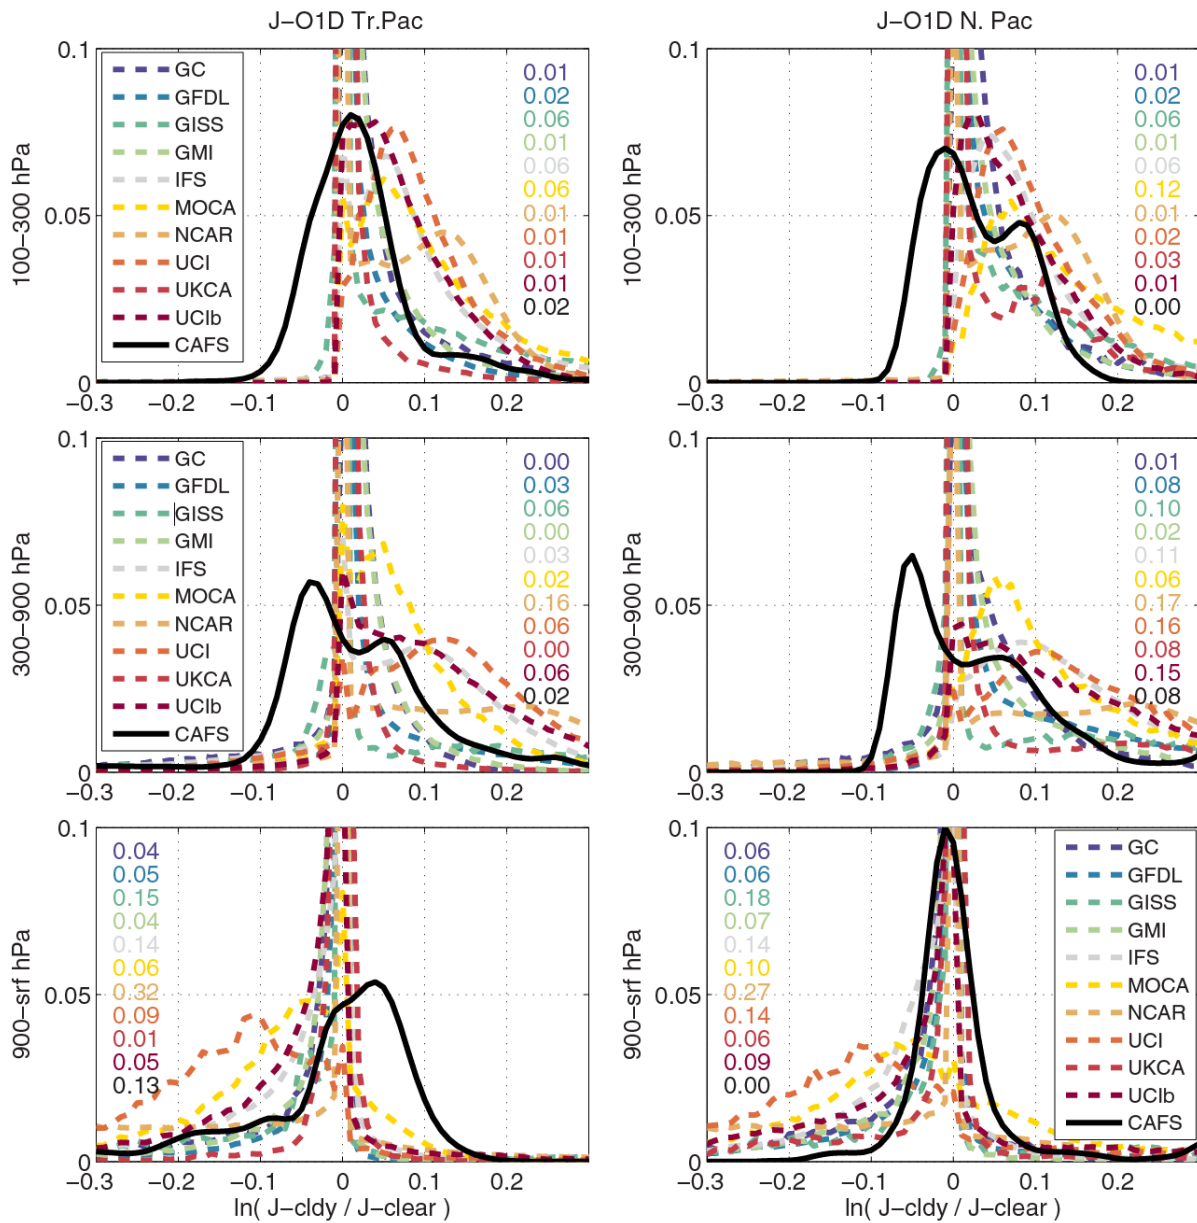 J−O1D Tr.Pac
0.1
0.05
0
100−300 hPa
GC
GFDL
GISS
GMI
IFS
MOCA
NCAR
UCI
UKCA
UCIb
CAFS
0.01
0.02
0.06
0.01
0.06
0.06
0.01
0.01
0.01
0.01
0.02
−0.3 −0.2 −0.1 0 0.1 0.2
J−O1D N. Pac
0.1
0.05
0
100−300 hPa
0.01
0.02
0.06
0.01
0.06
0.12
0.01
0.02
0.03
0.01
0.00
−0.3 −0.2 −0.1 0 0.1 0.2
0.1
0.05
0
300−900 hPa
GC
GFDL
GISS
GMI
IFS
MOCA
NCAR
UCI
UKCA
UCIb
CAFS
0.00
0.03
0.06
0.00
0.03
0.02
0.16
0.06
0.00
0.06
0.02
−0.3 −0.2 −0.1 0 0.1 0.2
0.1
0.05
0
300−900 hPa
0.01
0.08
0.10
0.02
0.11
0.06
0.17
0.16
0.08
0.15
0.08
−0.3 −0.2 −0.1 0 0.1 0.2
0.1
0.05
0
900−srf hPa
0.04
0.05
0.15
0.04
0.14
0.06
0.32
0.09
0.01
0.05
0.13
−0.3 −0.2 −0.1 0 0.1 0.2
ln( J−cldy / J−clear )
0.1
0.05
0
900−srf hPa
0.06
0.06
0.18
0.07
0.14
0.10
0.27
0.14
0.06
0.09
0.00
GC
GFDL
GISS
GMI
IFS
MOCA
NCAR
UCI
UKCA
UCIb
CAFS
−0.3 −0.2 −0.1 0 0.1 0.2
ln( J−cldy / J−clear )